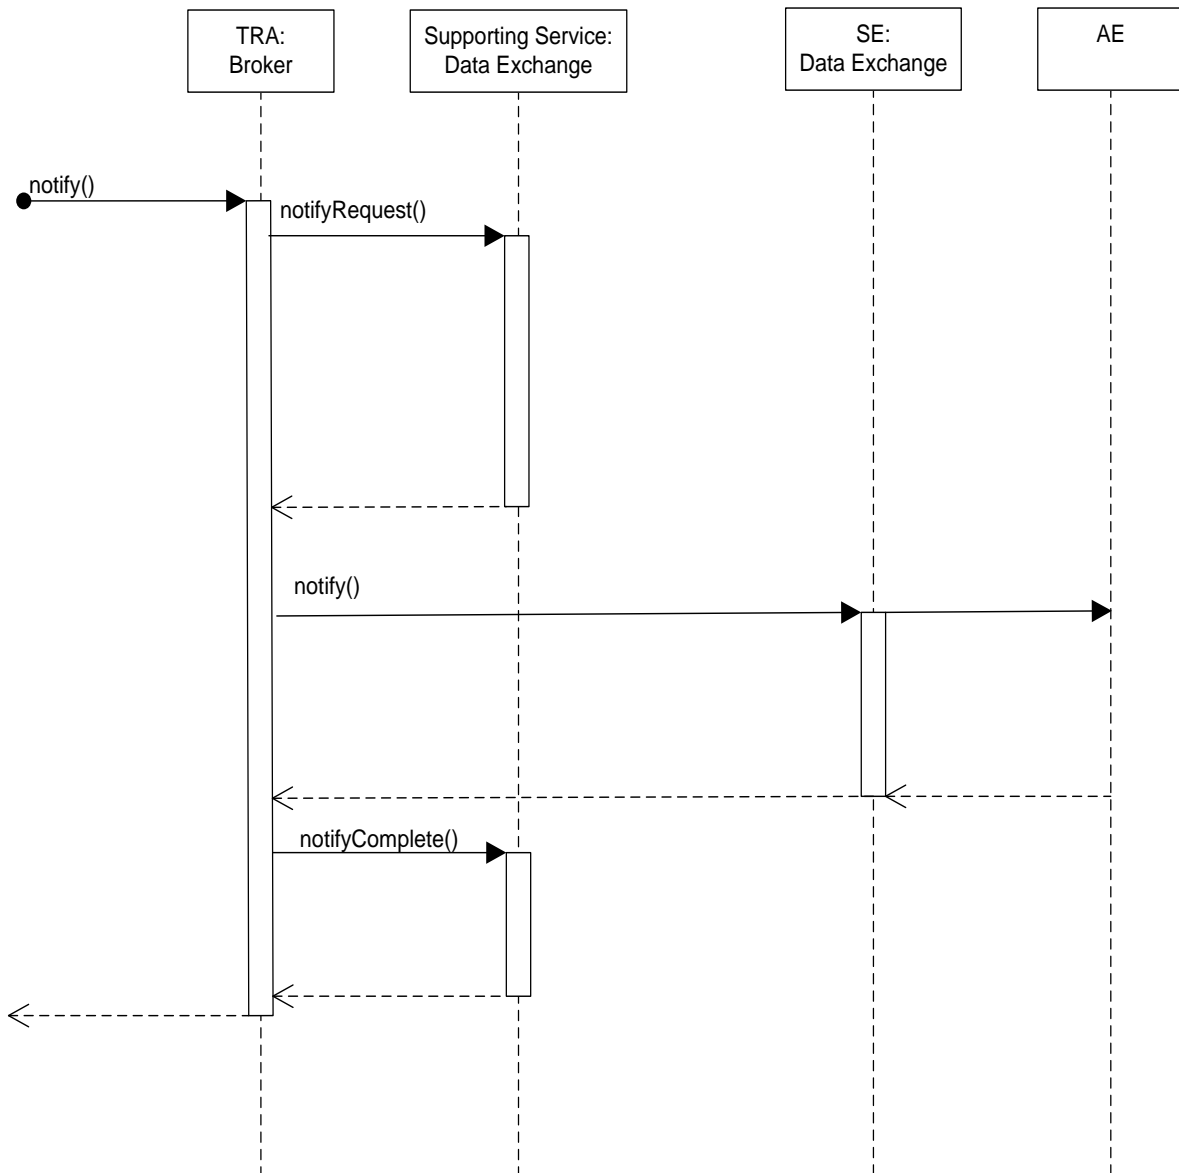 TRA:
Broker
Supporting Service:
Data Exchange
SE:
Data Exchange
AE
notify()
notifyRequest()
notify()
notifyComplete()